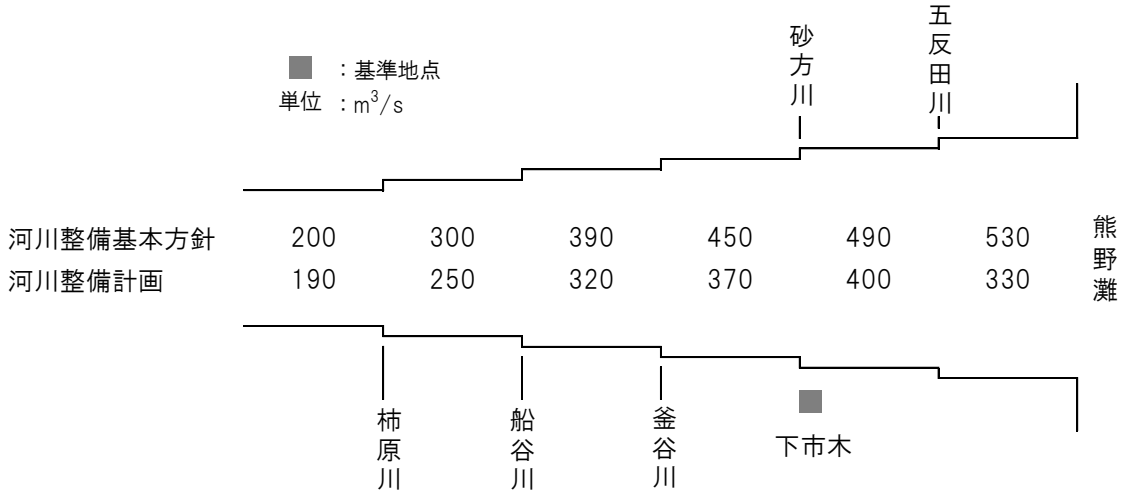 砂方川
五反田川
：基準地点
単位 ：m³/s
河川整備基本方針 200 300 390 450 490 530
河川整備計画 190 250 320 370 400 330
熊野灘
柿原川
船谷川
釜谷川
下市木